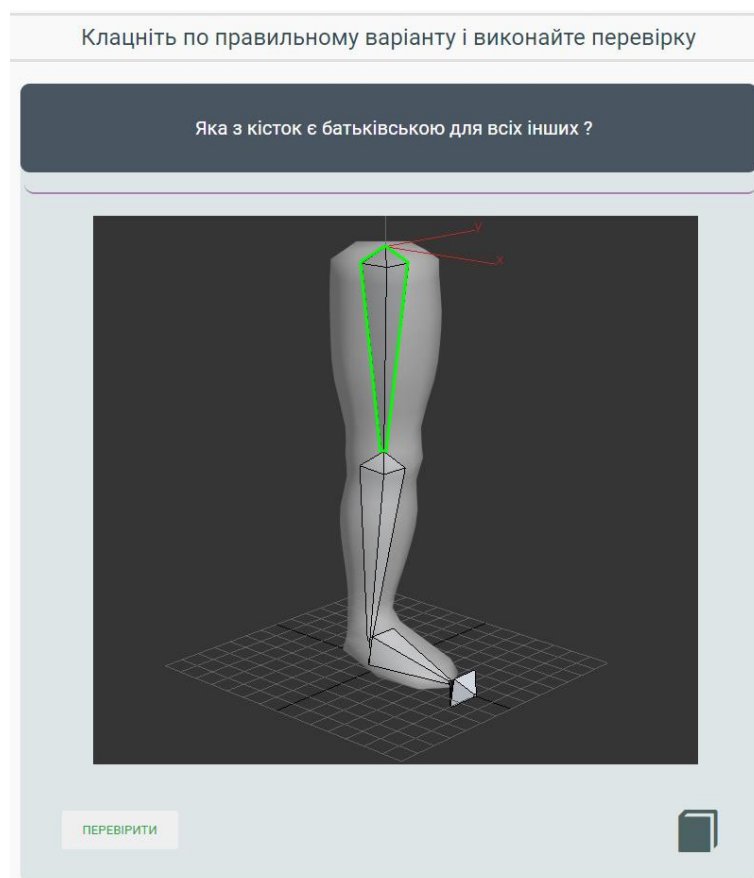 Клацніть по правильному варіанту і виконайте перевірку
Яка з кісток є батьківською для всіх інших ?
Y
X
ПЕРЕВІРИТИ